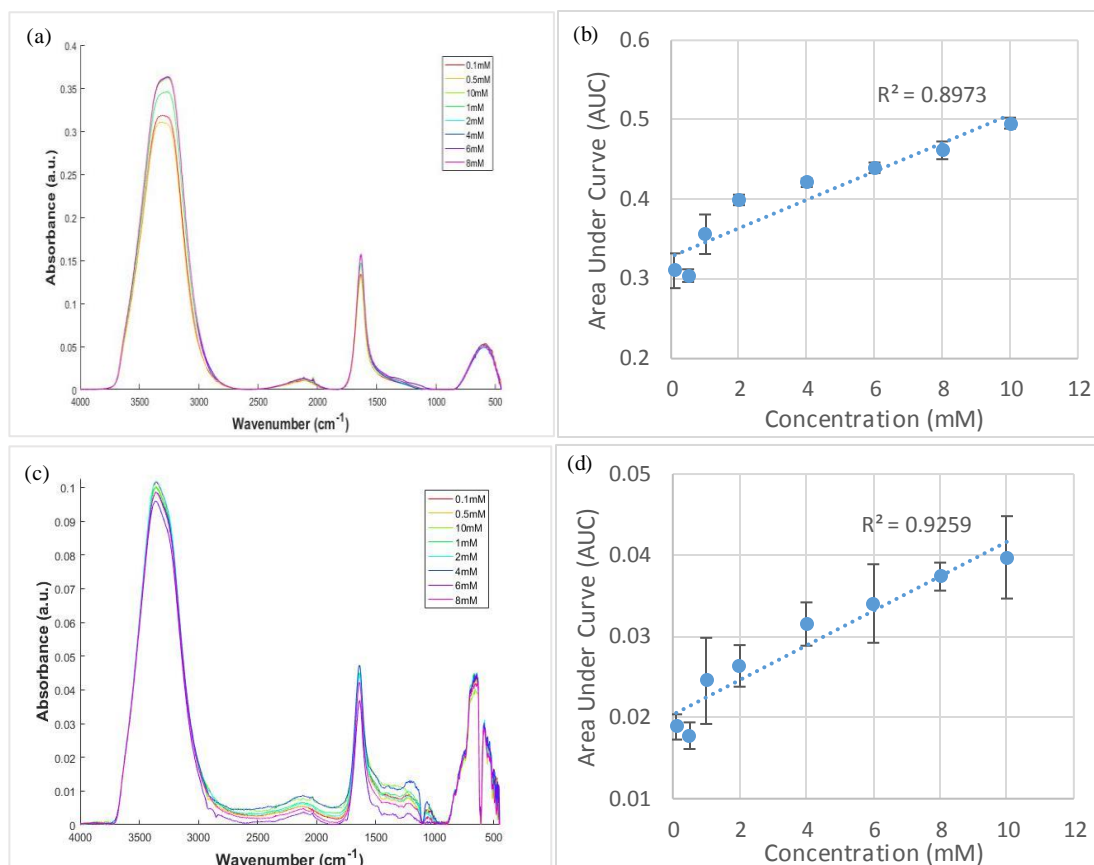 (a)
0.4
0.35
0.3
0.25
0.2
0.15
0.1
0.05
0
Absorbance (a.u.)
4000 3500 3000 2500 2000 1500 1000 500
Wavenumber (cm⁻¹)
0.1mM
0.5mM
10mM
1mM
2mM
4mM
6mM
8mM
(b)
0.6
0.5
0.4
0.3
0.2
Area Under Curve (AUC)
R² = 0.8973
0 2 4 6 8 10 12
Concentration (mM)
(c)
0.1
0.09
0.08
0.07
0.06
0.05
0.04
0.03
0.02
0.01
0
Absorbance (a.u.)
4000 3500 3000 2500 2000 1500 1000 500
Wavenumber (cm⁻¹)
0.1mM
0.5mM
10mM
1mM
2mM
4mM
6mM
8mM
(d)
0.05
0.04
0.03
0.02
0.01
Area Under Curve (AUC)
R² = 0.9259
0 2 4 6 8 10 12
Concentration (mM)